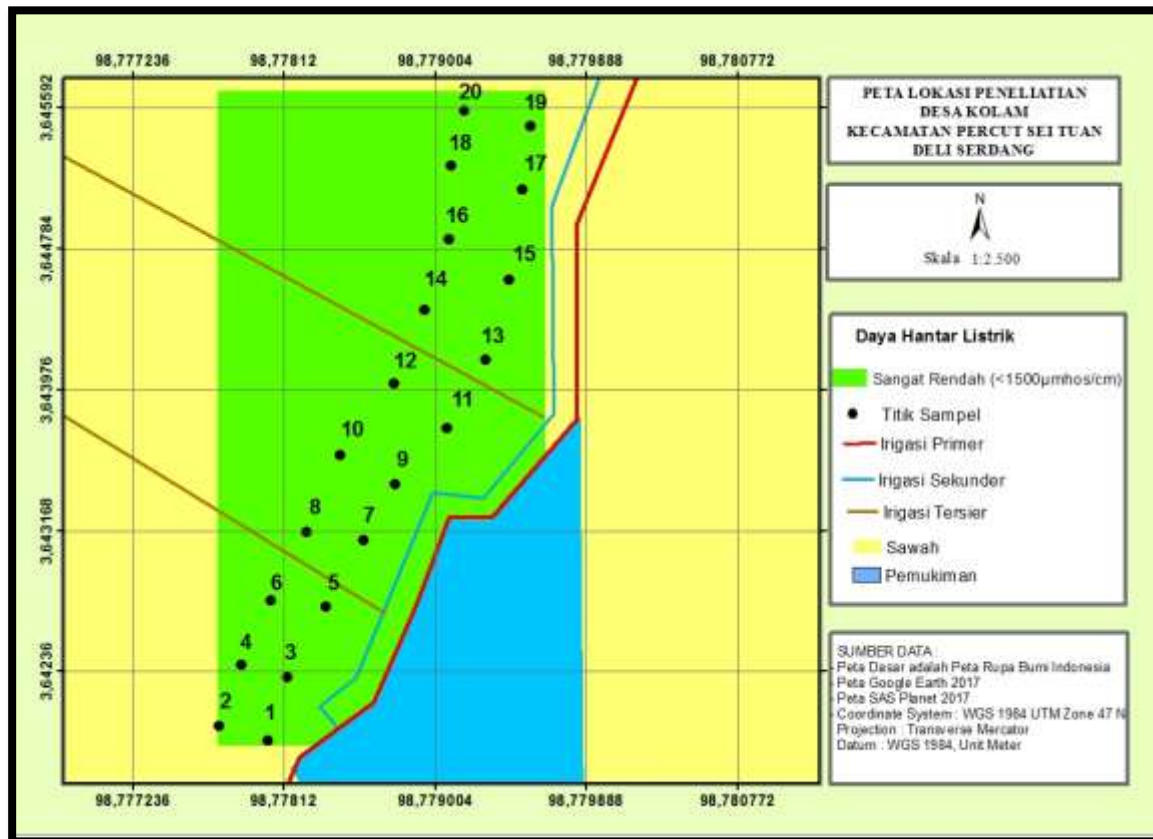 98,777236 98,77812 98,779004 98,779888 98,780772
3,645592
3,644784
3,643976
3,643168
3,64236
20
19
18
17
16
15
14
13
12
11
10
9
8
7
6
5
4
3
2
1
98,777236 98,77812 98,779004 98,779888 98,780772
PETA LOKASI PENELIATIAN
DESA KOLAM
KECAMATAN PERCUT SEI TUAN
DELI SERDANG
N
Skala 1:2.500
Daya Hantar Listrik
Sangat Rendah (<1500µmhos/cm)
Titik Sampel
Irigasi Primer
Irigasi Sekunder
Irigasi Tersier
Sawah
Pemukiman
SUMBER DATA :
- Peta Dasar adalah Peta Rupa Bumi Indonesia
- Peta Google Earth 2017
- Peta SAS Planet 2017
- Coordinate System : WGS 1984 UTM Zone 47 N
Projection : Transverse Mercator
Datum : WGS 1984, Unit Meter